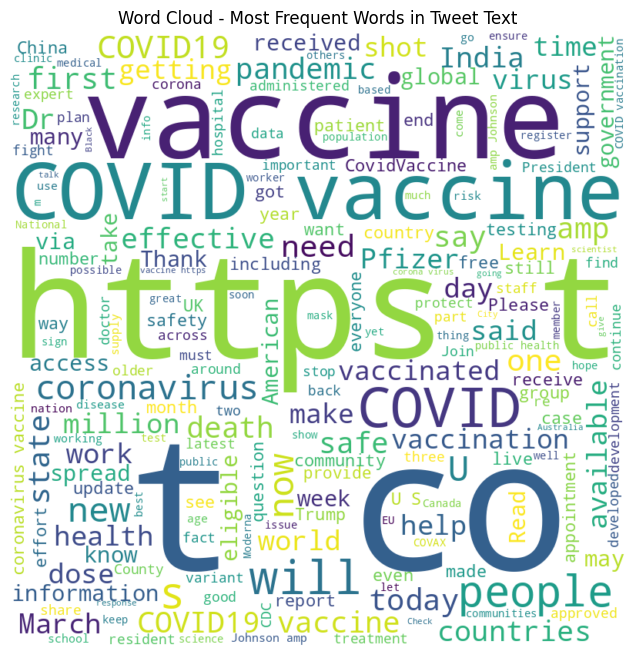 Word Cloud - Most Frequent Words in Tweet Text
China
COVID19
received
shot
India
time
go
ensure
others
clinic
medical
first
getting
pandemic
global
virus
corona
administered
based
come
research
Dr
expert
plan
info
Black
many
fight
vaccine
hospital
data
patient
population
end
important
CovidVaccine
amp Johnson
register
support
government
COVID vaccination
President
talk
use
m
COVID vaccine
worker
got
year
want
much
risk
country
testing
National
start
take
via
number
effective
need
say
amp
scientist
possible
vaccine https
Thank
including
Pfizer
free
Learn
still
find
corona virus
going
https t
way
sign
doctor
supply
great
UK
soon
safety
across
American
everyone
mask
yet
protect
day
staff
City
part
thing
Please
said
member
call
give
continue
access
older
must
around
stop
public health
Join
one
hope
coronavirus
back
vaccinated
receive
nation
disease
month
two
make
COVID
group
re
case
Australia
million
death
safe
vaccination
available
developed
development
coronavirus vaccine
state
work
working
test
latest
now
community
provide
U
live
three
well
show
spread
public
eligible
question
effort
update
best
see
week
U S
Canada
Read
appointment
new
t co
age
fact
Moderna
issue
Trump
EU
COVAX
health
know
County
variant
world
help
may
dose
s
will
even
made
people
information
share
good
CDC
report
let
today
approved
March
response
keep
COVID19 vaccine
communities
countries
school
resident
science
Johnson amp
treatment
Check